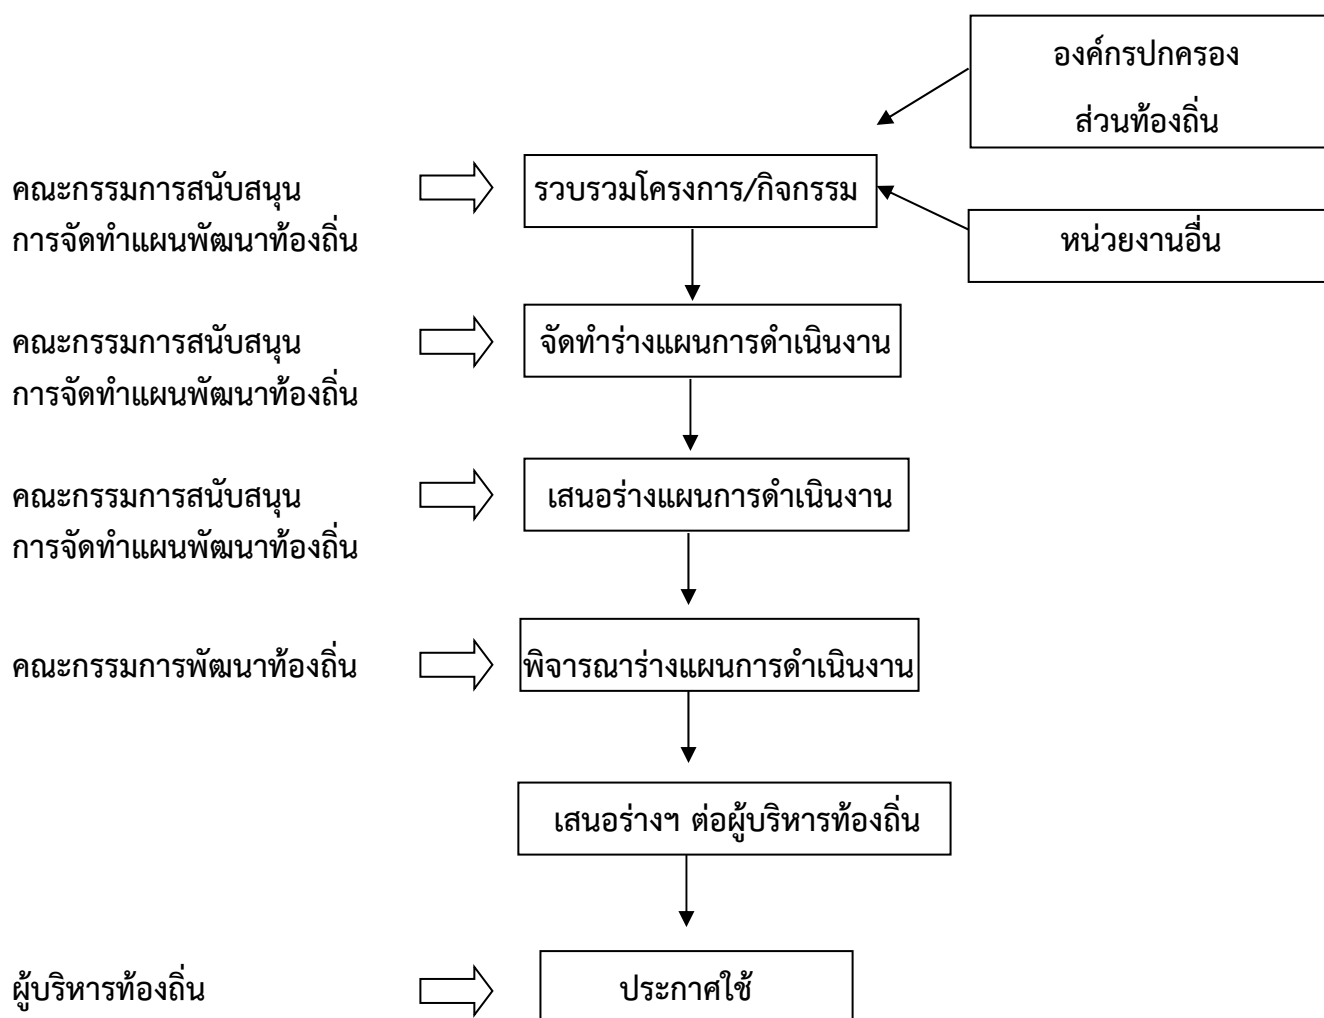 องค์กรปกครอง
ส่วนท้องถิ่น
คณะกรรมการสนับสนุน
การจัดทำแผนพัฒนาท้องถิ่น
รวบรวมโครงการ/กิจกรรม
หน่วยงานอื่น
คณะกรรมการสนับสนุน
การจัดทำแผนพัฒนาท้องถิ่น
จัดทำร่างแผนการดำเนินงาน
คณะกรรมการสนับสนุน
การจัดทำแผนพัฒนาท้องถิ่น
เสนอร่างแผนการดำเนินงาน
คณะกรรมการพัฒนาท้องถิ่น
พิจารณาร่างแผนการดำเนินงาน
เสนอร่างฯ ต่อผู้บริหารท้องถิ่น
ผู้บริหารท้องถิ่น
ประกาศใช้